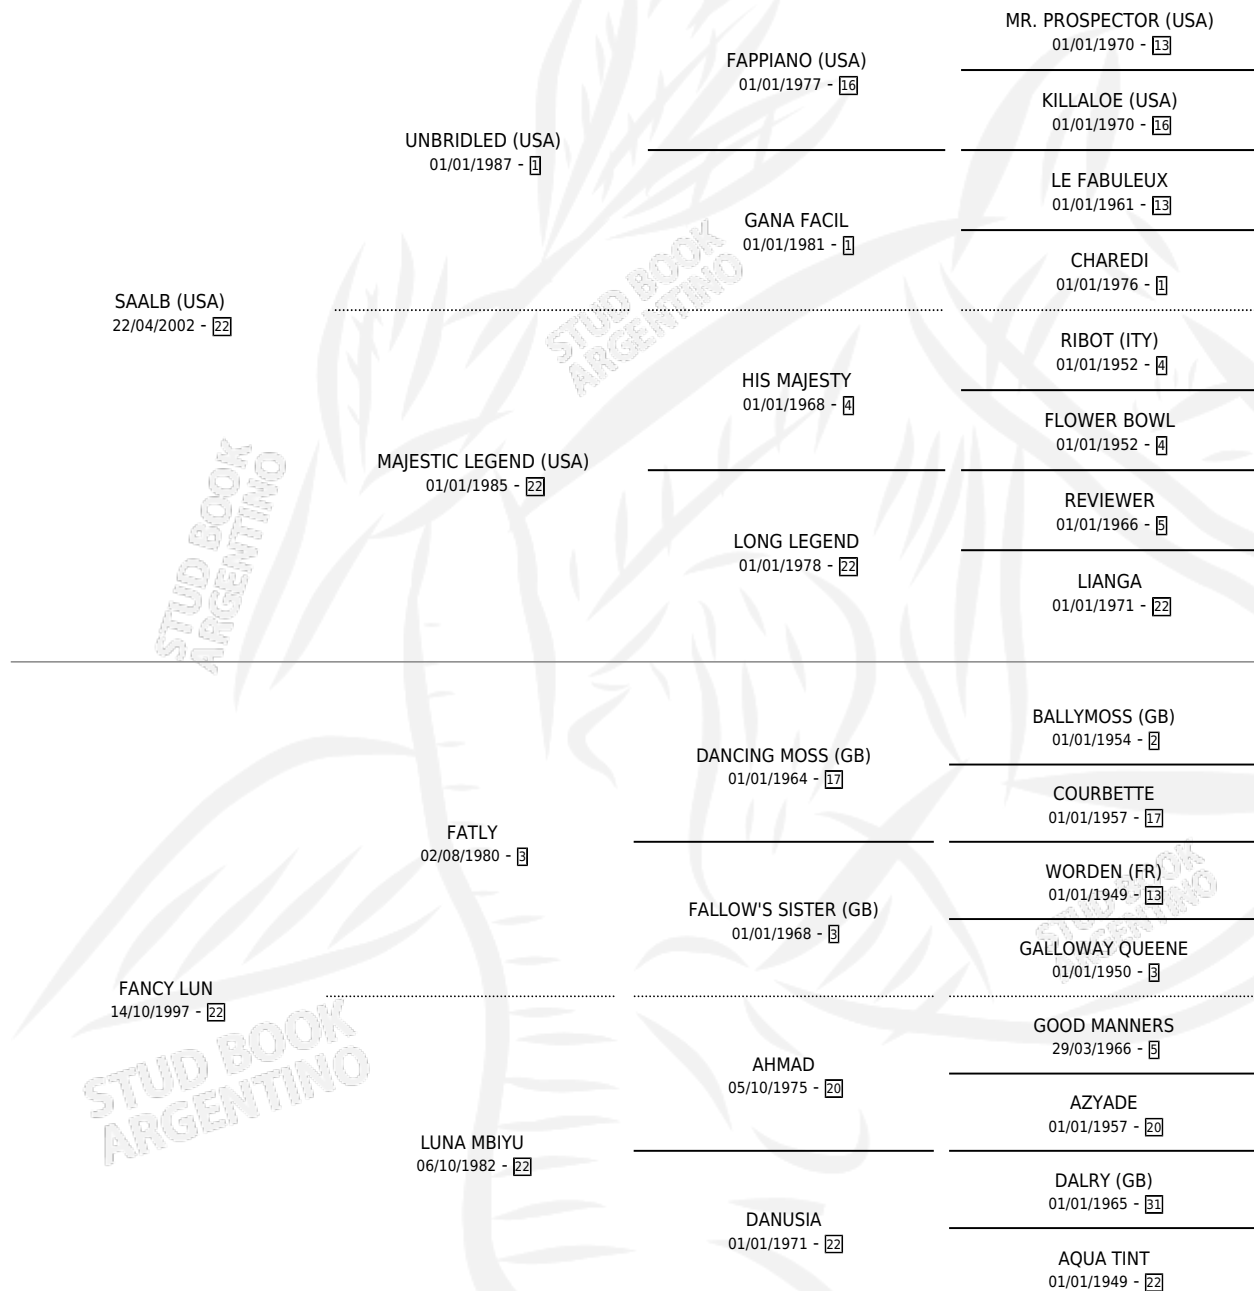 MR. PROSPECTOR (USA)
01/01/1970 - 13
FAPPIANO (USA)
01/01/1977 - 16
KILLALOE (USA)
01/01/1970 - 16
UNBRIDLED (USA)
01/01/1987 - 1
LE FABULEUX
01/01/1961 - 13
GANA FACIL
01/01/1981 - 1
CHAREDI
01/01/1976 - 1
SAALB (USA)
22/04/2002 - 22
STUD BOOK
ARGENTINO
RIBOT (ITY)
01/01/1952 - 4
HIS MAJESTY
01/01/1968 - 4
FLOWER BOWL
01/01/1952 - 4
MAJESTIC LEGEND (USA)
01/01/1985 - 22
REVIEWER
01/01/1966 - 5
LONG LEGEND
01/01/1978 - 22
LIANGA
01/01/1971 - 22
STUD BOOK
ARGENTINO
BALLYMOSS (GB)
01/01/1954 - 2
DANCING MOSS (GB)
01/01/1964 - 17
COURBETTE
01/01/1957 - 17
FATLY
02/08/1980 - 3
WORDEN (FR)
01/01/1949 - 13
FALLOW'S SISTER (GB)
01/01/1968 - 3
GALLOWAY QUEENE
01/01/1950 - 3
STUD BOOK
ARGENTINO
FANCY LUN
14/10/1997 - 22
GOOD MANNERS
29/03/1966 - 5
AHMAD
05/10/1975 - 20
AZYADE
01/01/1957 - 20
LUNA MBIYU
06/10/1982 - 22
DALRY (GB)
01/01/1965 - 31
DANUSIA
01/01/1971 - 22
AQUA TINT
01/01/1949 - 22
STUD BOOK
ARGENTINO